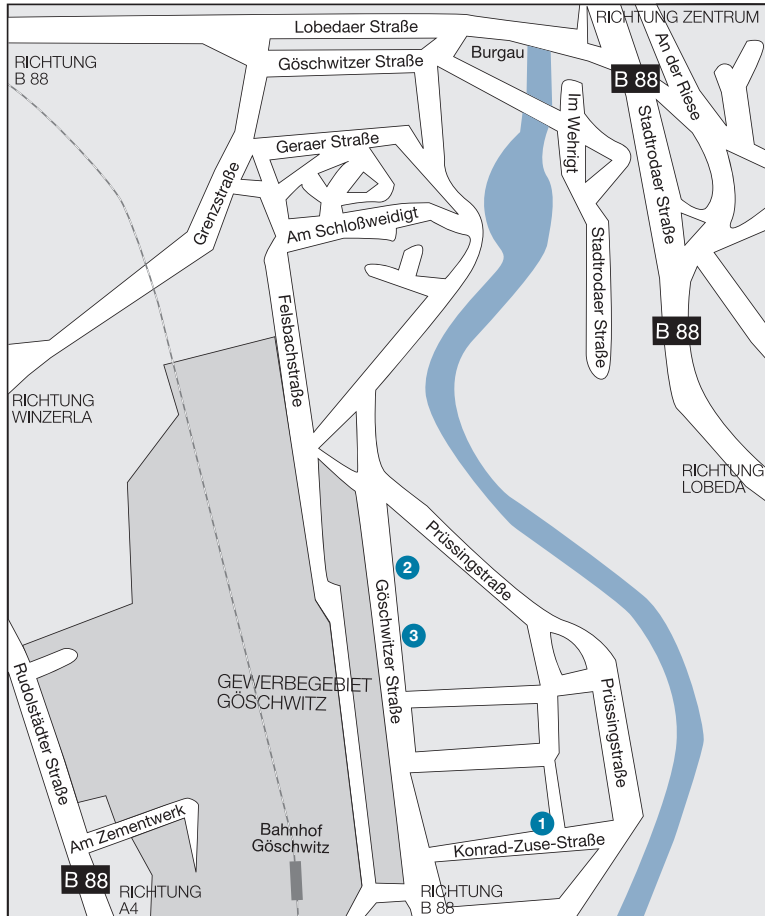 Lobedaer Straße
RICHTUNG ZENTRUM
Burgau
RICHTUNG
B 88
Göschwitzer Straße
An der Riese
B 88
Im Wehrigt
Stadtrodaer Straße
Geraer Straße
Grenzstraße
Am Schloßweidigt
Stadtrodaer Straße
Felsbachstraße
B 88
RICHTUNG
WINZERLA
RICHTUNG
LOBEDA
Prüssingstraße
2
Göschwitzer Straße
3
GEWERBEGEBIET
GÖSCHWITZ
Rudolstädter Straße
Prüssingstraße
1
Am Zementwerk
Bahnhof
Göschwitz
Konrad-Zuse-Straße
B 88
RICHTUNG
A4
RICHTUNG
B 88